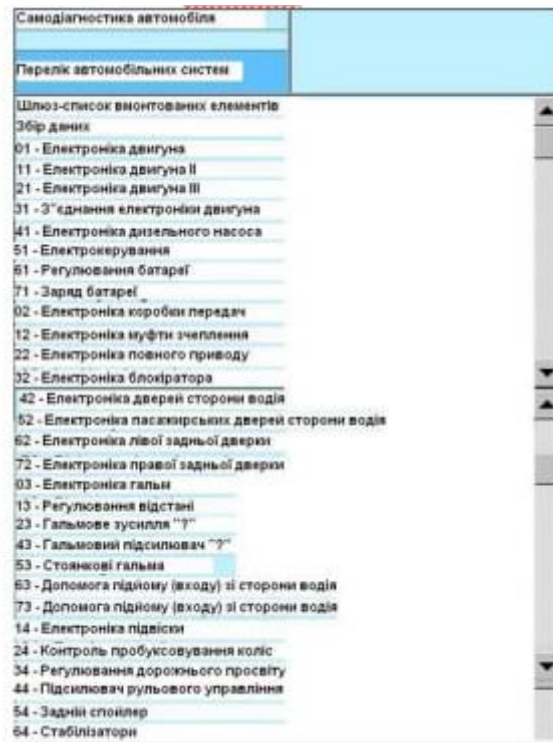 Самодіагностика автомобіля
Перелік автомобільних систем
Шлюз-список вмонтованих елементів
Збір даних
01 - Електроніка двигуна
11 - Електроніка двигуна II
21 - Електроніка двигуна III
31 - З"єднання електроніки двигуна
41 - Електроніка дизельного насоса
51 - Електрокерування
61 - Регулювання батареї
71 - Заряд батареї
02 - Електроніка коробки передач
12 - Електроніка муфти зчеплення
22 - Електроніка повного приводу
32 - Електроніка блокіратора
42 - Електроніка дверей сторони водія
52 - Електроніка пасажирських дверей сторони водія
62 - Електроніка лівої задньої дверки
72 - Електроніка правої задньої дверки
03 - Електроніка гальм
13 - Регулювання відстані
23 - Гальмове зусилля "?"
43 - Гальмовий підсилювач "?"
53 - Стоянкові гальма
63 - Допомога підйому (входу) зі сторони водія
73 - Допомога підйому (входу) зі сторони водія
14 - Електроніка підвіски
24 - Контроль пробуксовування коліс
34 - Регулювання дорожнього просвіту
44 - Підсилювач рульового управління
54 - Задній спойлер
64 - Стабілізатори